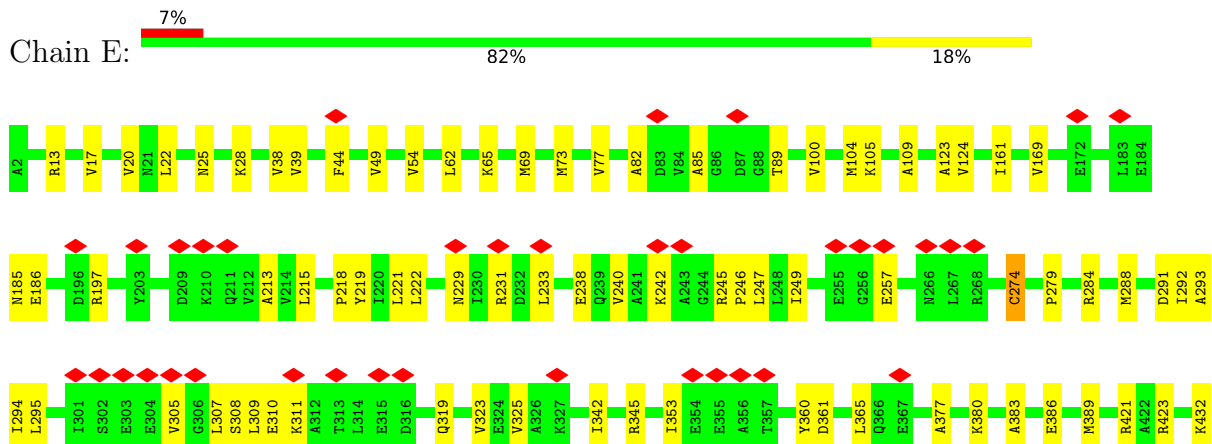 7%
Chain E:
82% 18%
A2 R13 V17 V20 N21 L22 N25 K28 V38 V39 F44 V49 V54 L62 K65 M69 M73 V77 A82 D83 V84 A85 G86 D87 G88 T89 V100 M104 K105 A109 A123 V124 I161 V169 E172 L183 E184
N185 E186 D196 R197 Y203 D209 K210 Q211 V212 A213 V214 L215 P218 Y219 I220 L221 L222 N229 I230 R231 D232 L233 E238 Q239 V240 A241 K242 A243 G244 R245 P246 L247 L248 I249 E255 G256 E257 N266 L267 R268 C274 P279 R284 M288 D291 I292 A293
I294 L295 I301 S302 E303 E304 V305 G306 L307 S308 L309 E310 K311 A312 T313 L314 E315 D316 Q319 V323 E324 V325 A326 K327 I342 R345 I353 E354 E355 A356 T357 Y360 D361 L365 Q366 E367 A377 K380 A383 E386 M389 R421 A422 R423 K432